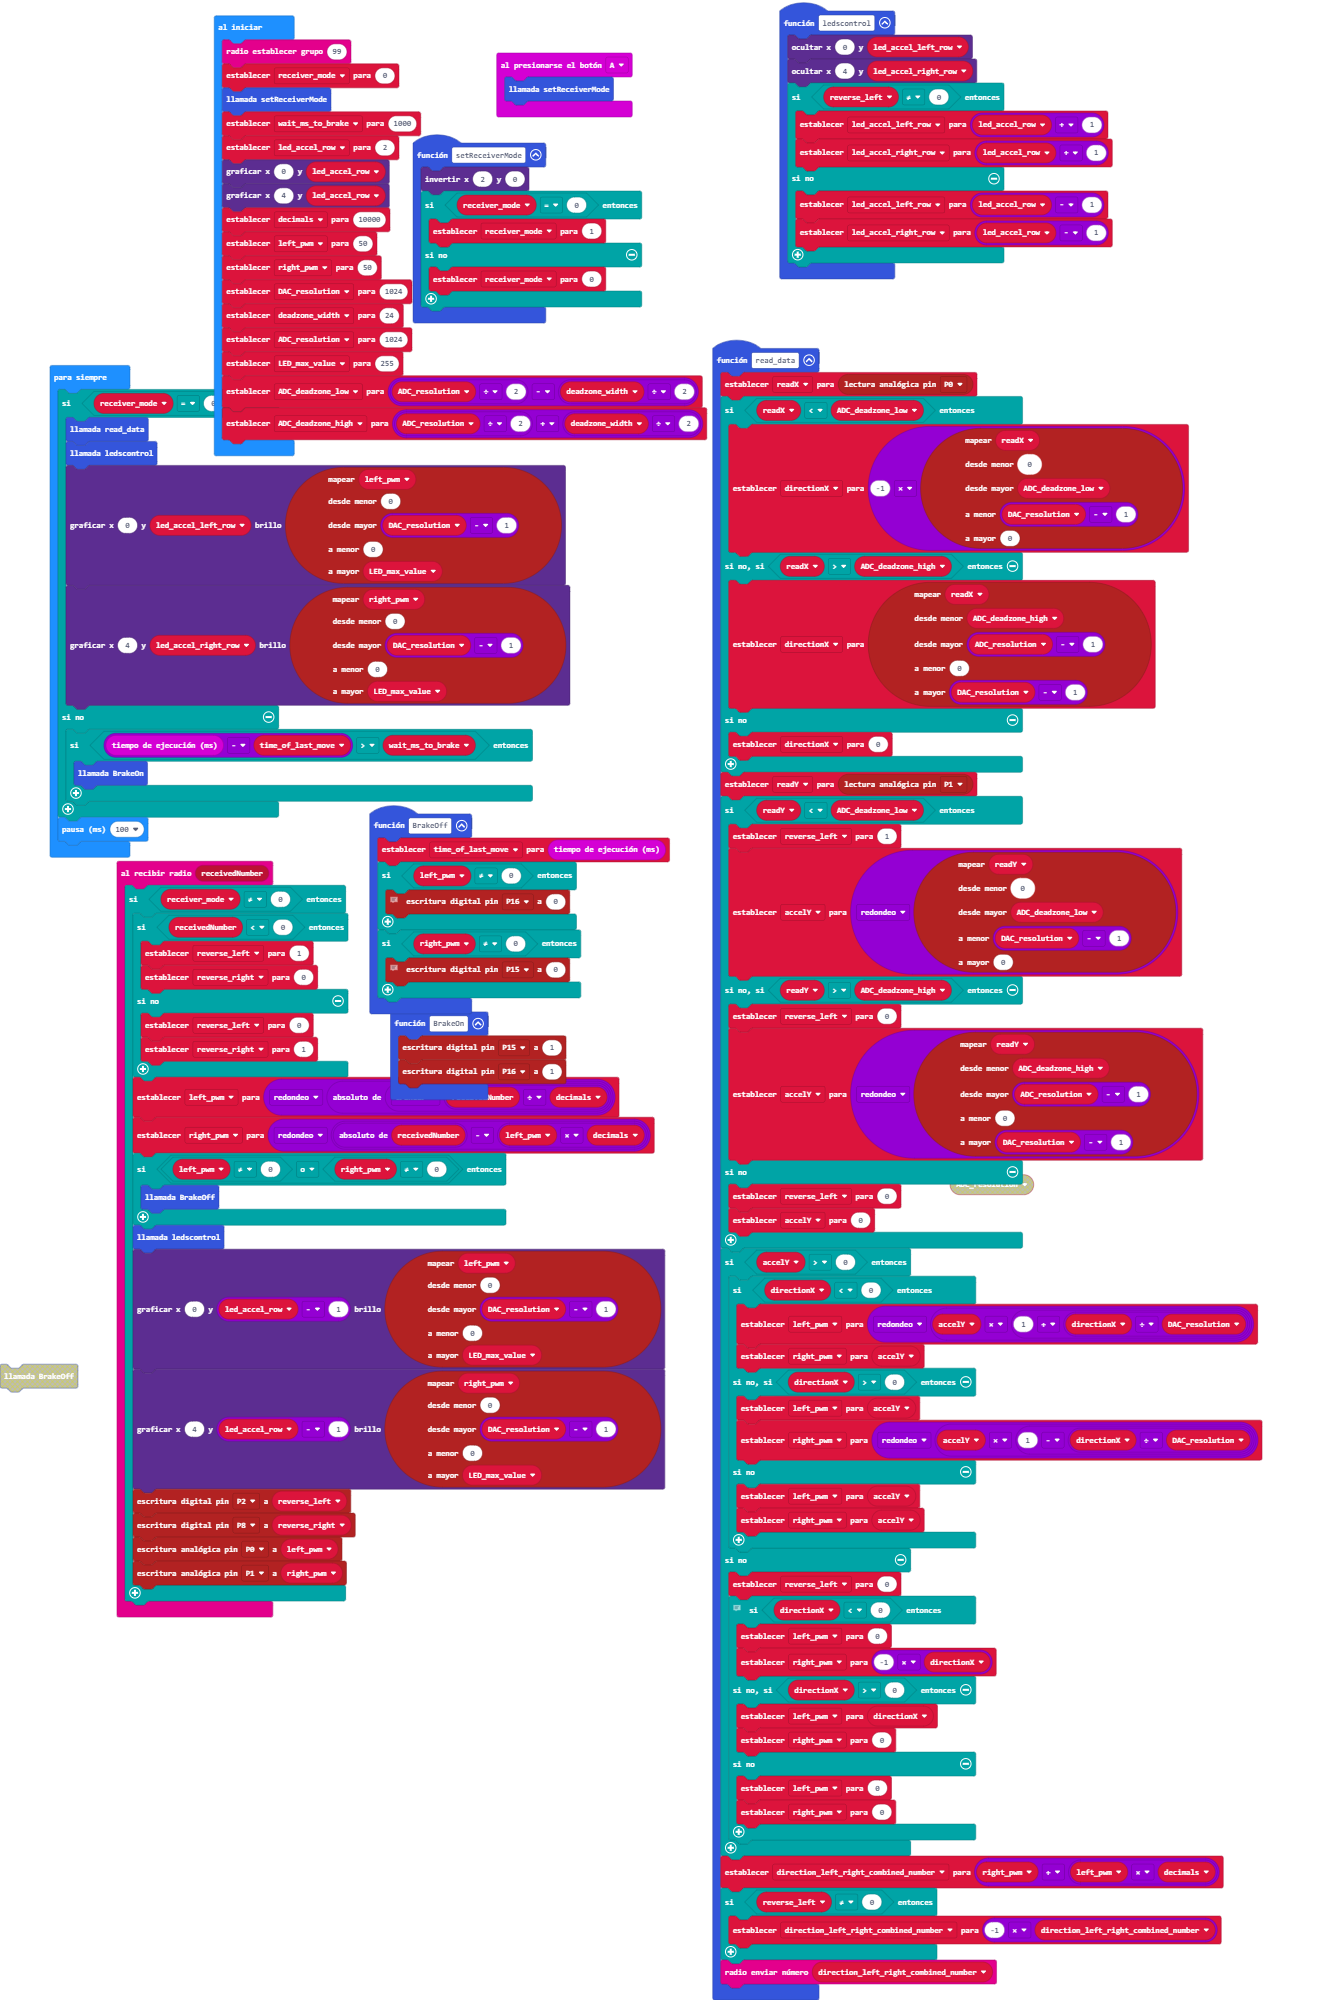 al iniciar
radio establecer grupo 99
establecer receiver_mode para 0
llamada setReceiverMode
establecer wait_ms_to_brake para 1000
establecer led_accel_row para 2
graficar x 0 y led_accel_row
graficar x 4 y led_accel_row
establecer decimals para 10000
establecer left_pwm para 50
establecer right_pwm para 50
establecer DAC_resolution para 1024
establecer deadzone_width para 24
establecer ADC_resolution para 1024
establecer LED_max_value para 255
establecer ADC_deadzone_low para ADC_resolution ÷ 2 - deadzone_width ÷ 2
establecer ADC_deadzone_high para ADC_resolution ÷ 2 + deadzone_width ÷ 2
al presionarse el botón A
llamada setReceiverMode
función setReceiverMode
invertir x 2 y 0
si receiver_mode = 0 entonces
establecer receiver_mode para 1
si no
establecer receiver_mode para 0
función ledscontrol
ocultar x 0 y led_accel_left_row
ocultar x 4 y led_accel_right_row
si reverse_left ≠ 0 entonces
establecer led_accel_left_row para led_accel_row + 1
establecer led_accel_right_row para led_accel_row + 1
si no
establecer led_accel_left_row para led_accel_row - 1
establecer led_accel_right_row para led_accel_row - 1
para siempre
si receiver_mode =
llamada read_data
llamada ledscontrol
graficar x 0 y led_accel_left_row brillo
mapear left_pwm
desde menor 0
desde mayor DAC_resolution - 1
a menor 0
a mayor LED_max_value
graficar x 4 y led_accel_right_row brillo
mapear right_pwm
desde menor 0
desde mayor DAC_resolution - 1
a menor 0
a mayor LED_max_value
si no
si tiempo de ejecución (ms) - time_of_last_move > wait_ms_to_brake entonces
llamada BrakeOn
pausa (ms) 100
función BrakeOff
establecer time_of_last_move para tiempo de ejecución (ms)
si left_pwm ≠ 0 entonces
escritura digital pin P16 a 0
si right_pwm ≠ 0 entonces
escritura digital pin P15 a 0
función BrakeOn
escritura digital pin P15 a 1
escritura digital pin P16 a 1
al recibir radio receivedNumber
si receiver_mode ≠ 0 entonces
si receivedNumber < 0 entonces
establecer reverse_left para 1
establecer reverse_right para 0
si no
establecer reverse_left para 0
establecer reverse_right para 1
establecer left_pwm para redondeo absoluto de Number ÷ decimals
establecer right_pwm para redondeo absoluto de receivedNumber - left_pwm × decimals
si left_pwm ≠ 0 o right_pwm ≠ 0 entonces
llamada BrakeOff
llamada ledscontrol
graficar x 0 y led_accel_row - 1 brillo
mapear left_pwm
desde menor 0
desde mayor DAC_resolution - 1
a menor 0
a mayor LED_max_value
graficar x 4 y led_accel_row - 1 brillo
mapear right_pwm
desde menor 0
desde mayor DAC_resolution - 1
a menor 0
a mayor LED_max_value
escritura digital pin P2 a reverse_left
escritura digital pin P8 a reverse_right
escritura analógica pin P0 a left_pwm
escritura analógica pin P1 a right_pwm
llamada BrakeOff
función read_data
establecer readX para lectura analógica pin P0
si readX < ADC_deadzone_low entonces
establecer directionX para -1 ×
mapear readX
desde menor 0
desde mayor ADC_deadzone_low
a menor DAC_resolution - 1
a mayor 0
si no, si readX > ADC_deadzone_high entonces
establecer directionX para
mapear readX
desde menor ADC_deadzone_high
desde mayor ADC_resolution - 1
a menor 0
a mayor DAC_resolution - 1
si no
establecer directionX para 0
establecer readY para lectura analógica pin P1
si readY < ADC_deadzone_low entonces
establecer reverse_left para 1
establecer accelY para redondeo
mapear readY
desde menor 0
desde mayor ADC_deadzone_low
a menor DAC_resolution - 1
a mayor 0
si no, si readY > ADC_deadzone_high entonces
establecer reverse_left para 0
establecer accelY para redondeo
mapear readY
desde menor ADC_deadzone_high
desde mayor ADC_resolution - 1
a menor 0
a mayor DAC_resolution - 1
si no
establecer reverse_left para 0
establecer accelY para 0
si accelY > 0 entonces
si directionX < 0 entonces
establecer left_pwm para redondeo accelY × 1 + directionX ÷ DAC_resolution
establecer right_pwm para accelY
si no, si directionX > 0 entonces
establecer left_pwm para accelY
establecer right_pwm para redondeo accelY × 1 - directionX ÷ DAC_resolution
si no
establecer left_pwm para accelY
establecer right_pwm para accelY
si no
establecer reverse_left para 0
si directionX < 0 entonces
establecer left_pwm para 0
establecer right_pwm para -1 × directionX
si no, si directionX > 0 entonces
establecer left_pwm para directionX
establecer right_pwm para 0
si no
establecer left_pwm para 0
establecer right_pwm para 0
establecer direction_left_right_combined_number para right_pwm + left_pwm × decimals
si reverse_left ≠ 0 entonces
establecer direction_left_right_combined_number para -1 × direction_left_right_combined_number
radio enviar número direction_left_right_combined_number